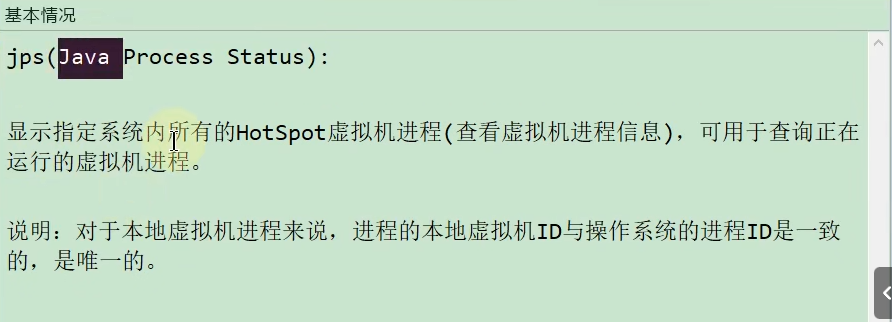 基本情况
jps(Java Process Status):
显示指定系统内所有的HotSpot虚拟机进程(查看虚拟机进程信息)，可用于查询正在
运行的虚拟机进程。
说明：对于本地虚拟机进程来说，进程的本地虚拟机ID与操作系统的进程ID是一致
的，是唯一的。